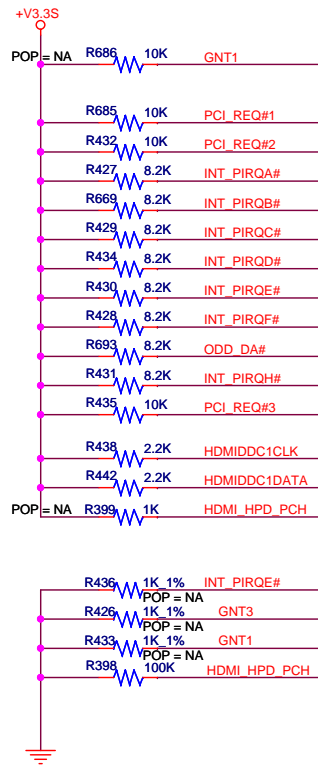 +V3.3S
POP = NA R686 10K GNT1
R685 10K PCI_REQ#1
R432 10K PCI_REQ#2
R427 8.2K INT_PIRQA#
R669 8.2K INT_PIRQB#
R429 8.2K INT_PIRQC#
R434 8.2K INT_PIRQD#
R430 8.2K INT_PIRQE#
R428 8.2K INT_PIRQF#
R693 8.2K ODD_DA#
R431 8.2K INT_PIRQH#
R435 10K PCI_REQ#3
R438 2.2K HDMIDDC1CLK
R442 2.2K HDMIDDC1DATA
POP = NA R399 1K HDMI_HPD_PCH
R436 1K_1% INT_PIRQE#
POP = NA
R426 1K_1% GNT3
POP = NA
R433 1K_1% GNT1
POP = NA
R398 100K HDMI_HPD_PCH